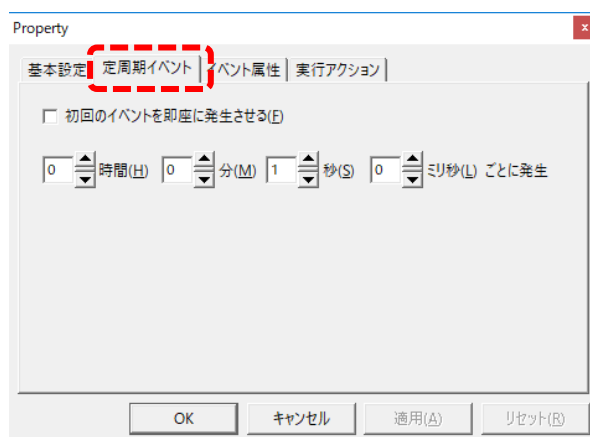 Property
x
基本設定 定周期イベント イベント属性 実行アクション
初回のイベントを即座に発生させる(F)
0 時間(H) 0 分(M) 1 秒(S) 0 ミリ秒(L) ごとに発生
OK キャンセル 適用(A) リセット(R)